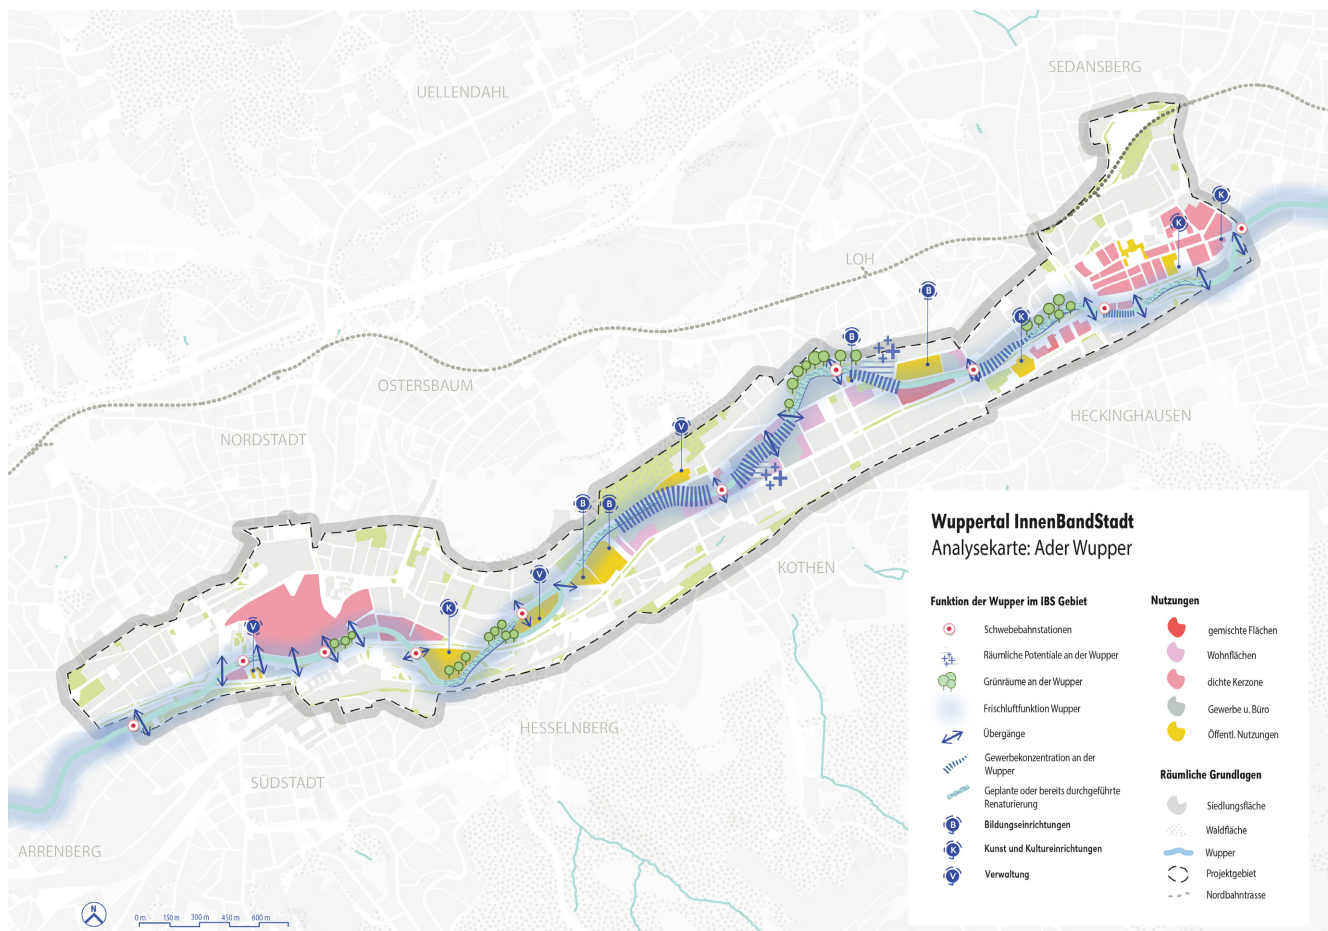 SEDANSBERG
UELLENDAHL
K
K
LOH
B
K
B
OSTERSBAUM
HECKINGHAUSEN
NORDSTADT
V
B
B
KOTHEN
V
K
V
HESSELNBERG
SÜDSTADT
ARRENBERG
N
0 m 150 m 300 m 450 m 600 m
Wuppertal InnenBandStadt
Analysekarte: Ader Wupper
Funktion der Wupper im IBS Gebiet
Schwebebahnstationen
Räumliche Potentiale an der Wupper
Grünräume an der Wupper
Frischluftfunktion Wupper
Übergänge
Gewerbekonzentration an der
Wupper
Geplante oder bereits durchgeführte
Renaturierung
B Bildungseinrichtungen
K Kunst und Kultureinrichtungen
V Verwaltung
Nutzungen
gemischte Flächen
Wohnflächen
dichte Kerzone
Gewerbe u. Büro
Öffentl. Nutzungen
Räumliche Grundlagen
Siedlungsfläche
Waldfläche
Wupper
Projektgebiet
Nordbahntrasse